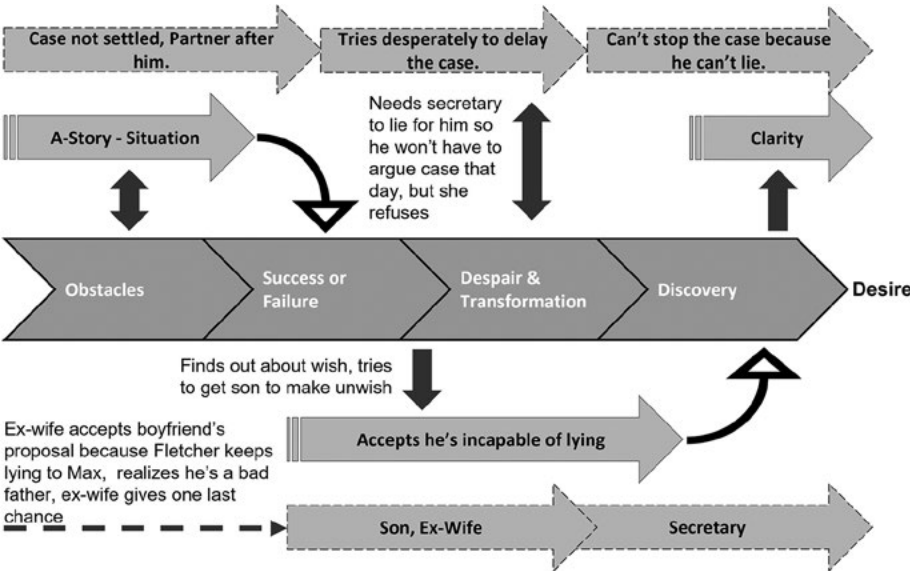 Case not settled, Partner after
him.
Tries desperately to delay
the case.
Can't stop the case because
he can't lie.
A-Story - Situation
Needs secretary
to lie for him so
he won't have to
argue case that
day, but she
refuses
Clarity
Obstacles
Success or
Failure
Despair &
Transformation
Discovery
Desire
Finds out about wish, tries
to get son to make unwish
Ex-wife accepts boyfriend's
proposal because Fletcher keeps
lying to Max, realizes he's a bad
father, ex-wife gives one last
chance
Accepts he's incapable of lying
Son, Ex-Wife
Secretary